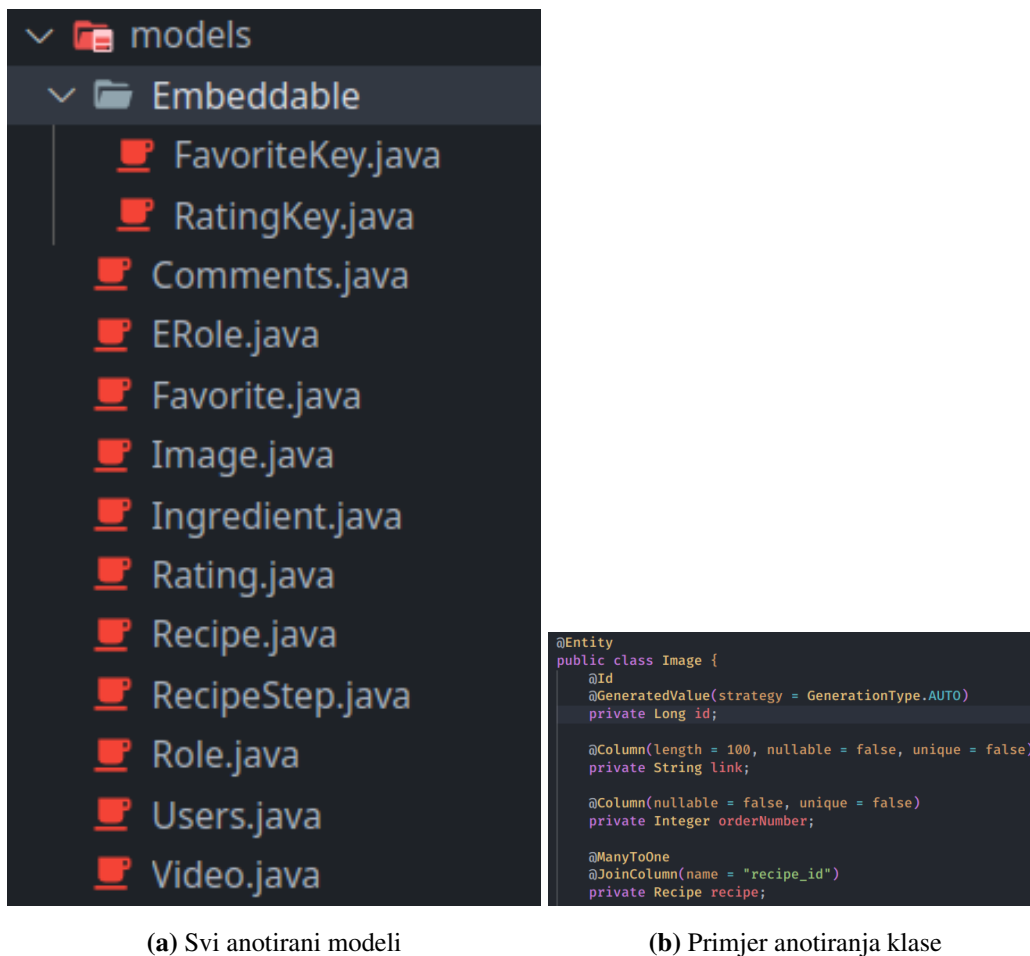 models
Embeddable
FavoriteKey.java
RatingKey.java
Comments.java
ERole.java
Favorite.java
Image.java
Ingredient.java
Rating.java
Recipe.java
RecipeStep.java
Role.java
Users.java
Video.java
(a) Svi anotirani modeli
@Entity
public class Image {
@Id
@GeneratedValue(strategy = GenerationType.AUTO)
private Long id;
@Column(length = 100, nullable = false, unique = false)
private String link;
@Column(nullable = false, unique = false)
private Integer orderNumber;
@ManyToOne
@JoinColumn(name = "recipe_id")
private Recipe recipe;
(b) Primjer anotiranja klase